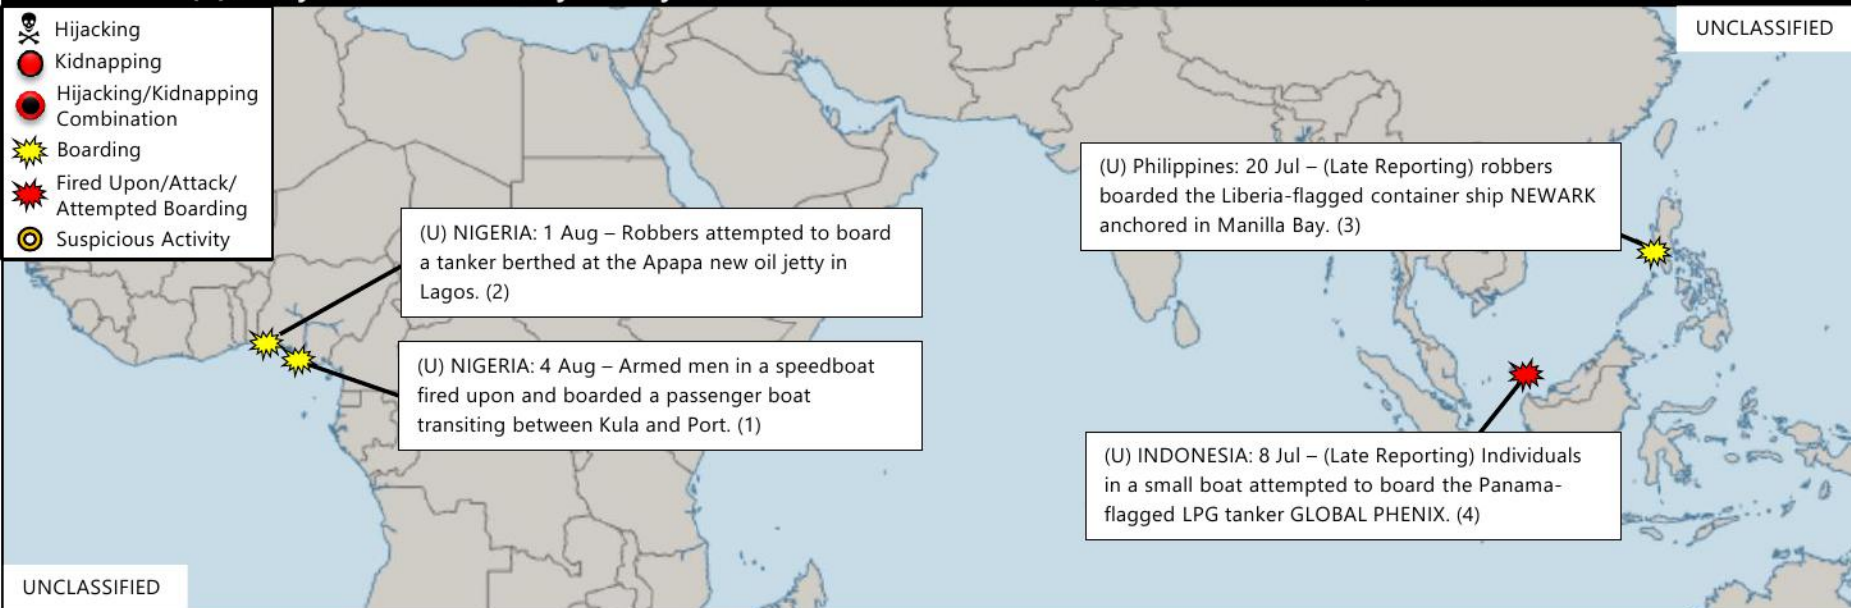 UNCLASSIFIED
Hijacking
Kidnapping
Hijacking/Kidnapping
Combination
Boarding
Fired Upon/Attack/
Attempted Boarding
Suspicious Activity
(U) NIGERIA: 1 Aug – Robbers attempted to board
a tanker berthed at the Apapa new oil jetty in
Lagos. (2)
(U) NIGERIA: 4 Aug – Armed men in a speedboat
fired upon and boarded a passenger boat
transiting between Kula and Port. (1)
(U) Philippines: 20 Jul – (Late Reporting) robbers
boarded the Liberia-flagged container ship NEWARK
anchored in Manilla Bay. (3)
(U) INDONESIA: 8 Jul – (Late Reporting) Individuals
in a small boat attempted to board the Panama-
flagged LPG tanker GLOBAL PHENIX. (4)
UNCLASSIFIED